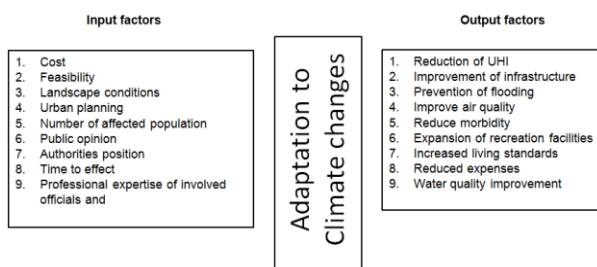 Input factors
1. Cost
2. Feasibility
3. Landscape conditions
4. Urban planning
5. Number of affected population
6. Public opinion
7. Authorities position
8. Time to effect
9. Professional expertise of involved
officials and
Adaptation to
Climate changes
Output factors
1. Reduction of UHI
2. Improvement of infrastructure
3. Prevention of flooding
4. Improve air quality
5. Reduce morbidity
6. Expansion of recreation facilities
7. Increased living standards
8. Reduced expenses
9. Water quality improvement